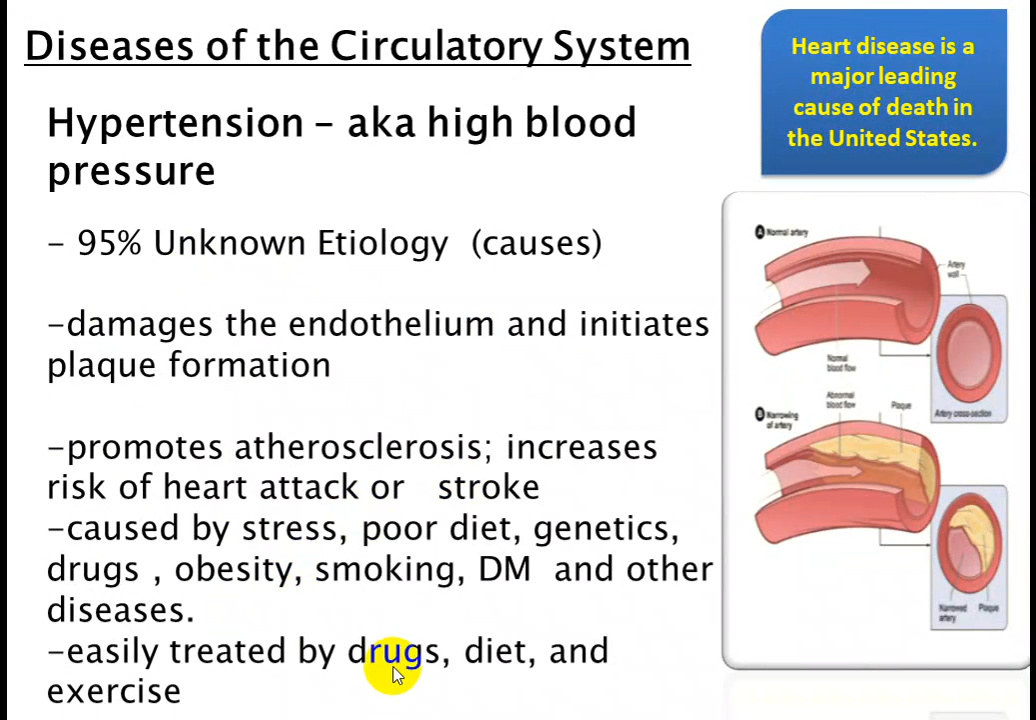 Diseases of the Circulatory System
Heart disease is a
major leading
cause of death in
the United States.
Hypertension – aka high blood
pressure
– 95% Unknown Etiology (causes)
–damages the endothelium and initiates
plaque formation
–promotes atherosclerosis; increases
risk of heart attack or stroke
–caused by stress, poor diet, genetics,
drugs , obesity, smoking, DM and other
diseases.
–easily treated by drugs, diet, and
exercise
A Normal artery
Artery
wall
Normal
blood flow
Artery cross-section
B Narrowing
of artery
Abnormal
blood flow
Plaque
Narrowed
artery
Plaque